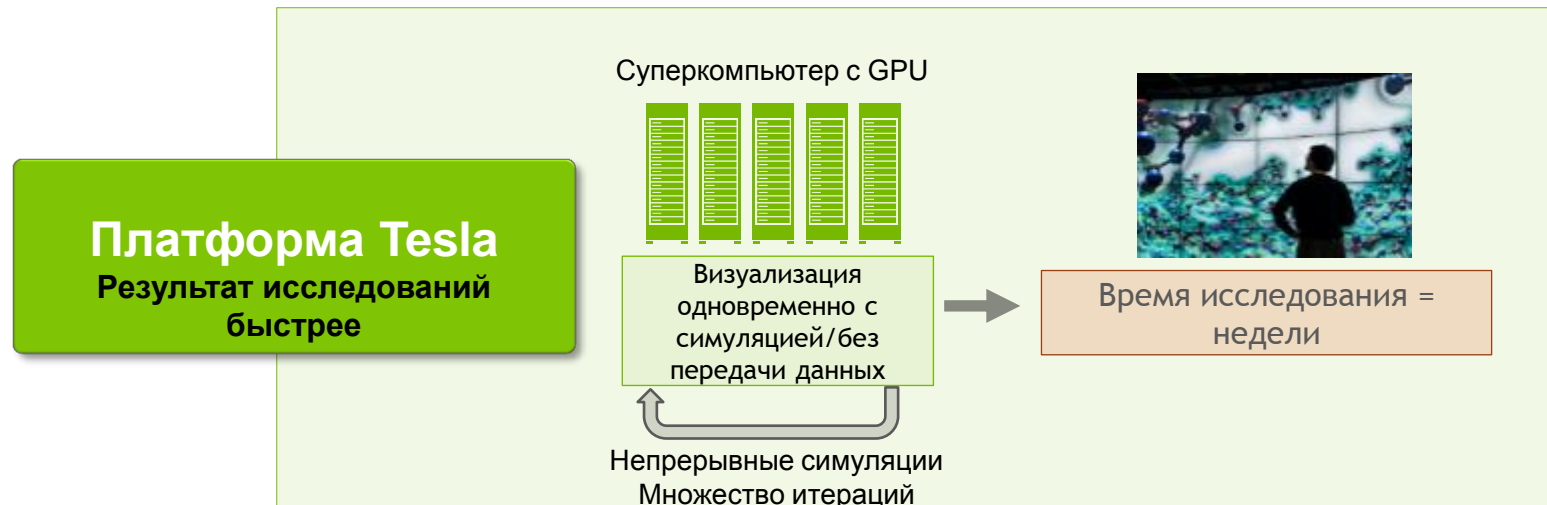 Суперкомпьютер с GPU
Платформа Tesla
Результат исследований
быстрее
Визуализация
одновременно с
симуляцией/без
передачи данных
Время исследования =
недели
Непрерывные симуляции
Множество итераций